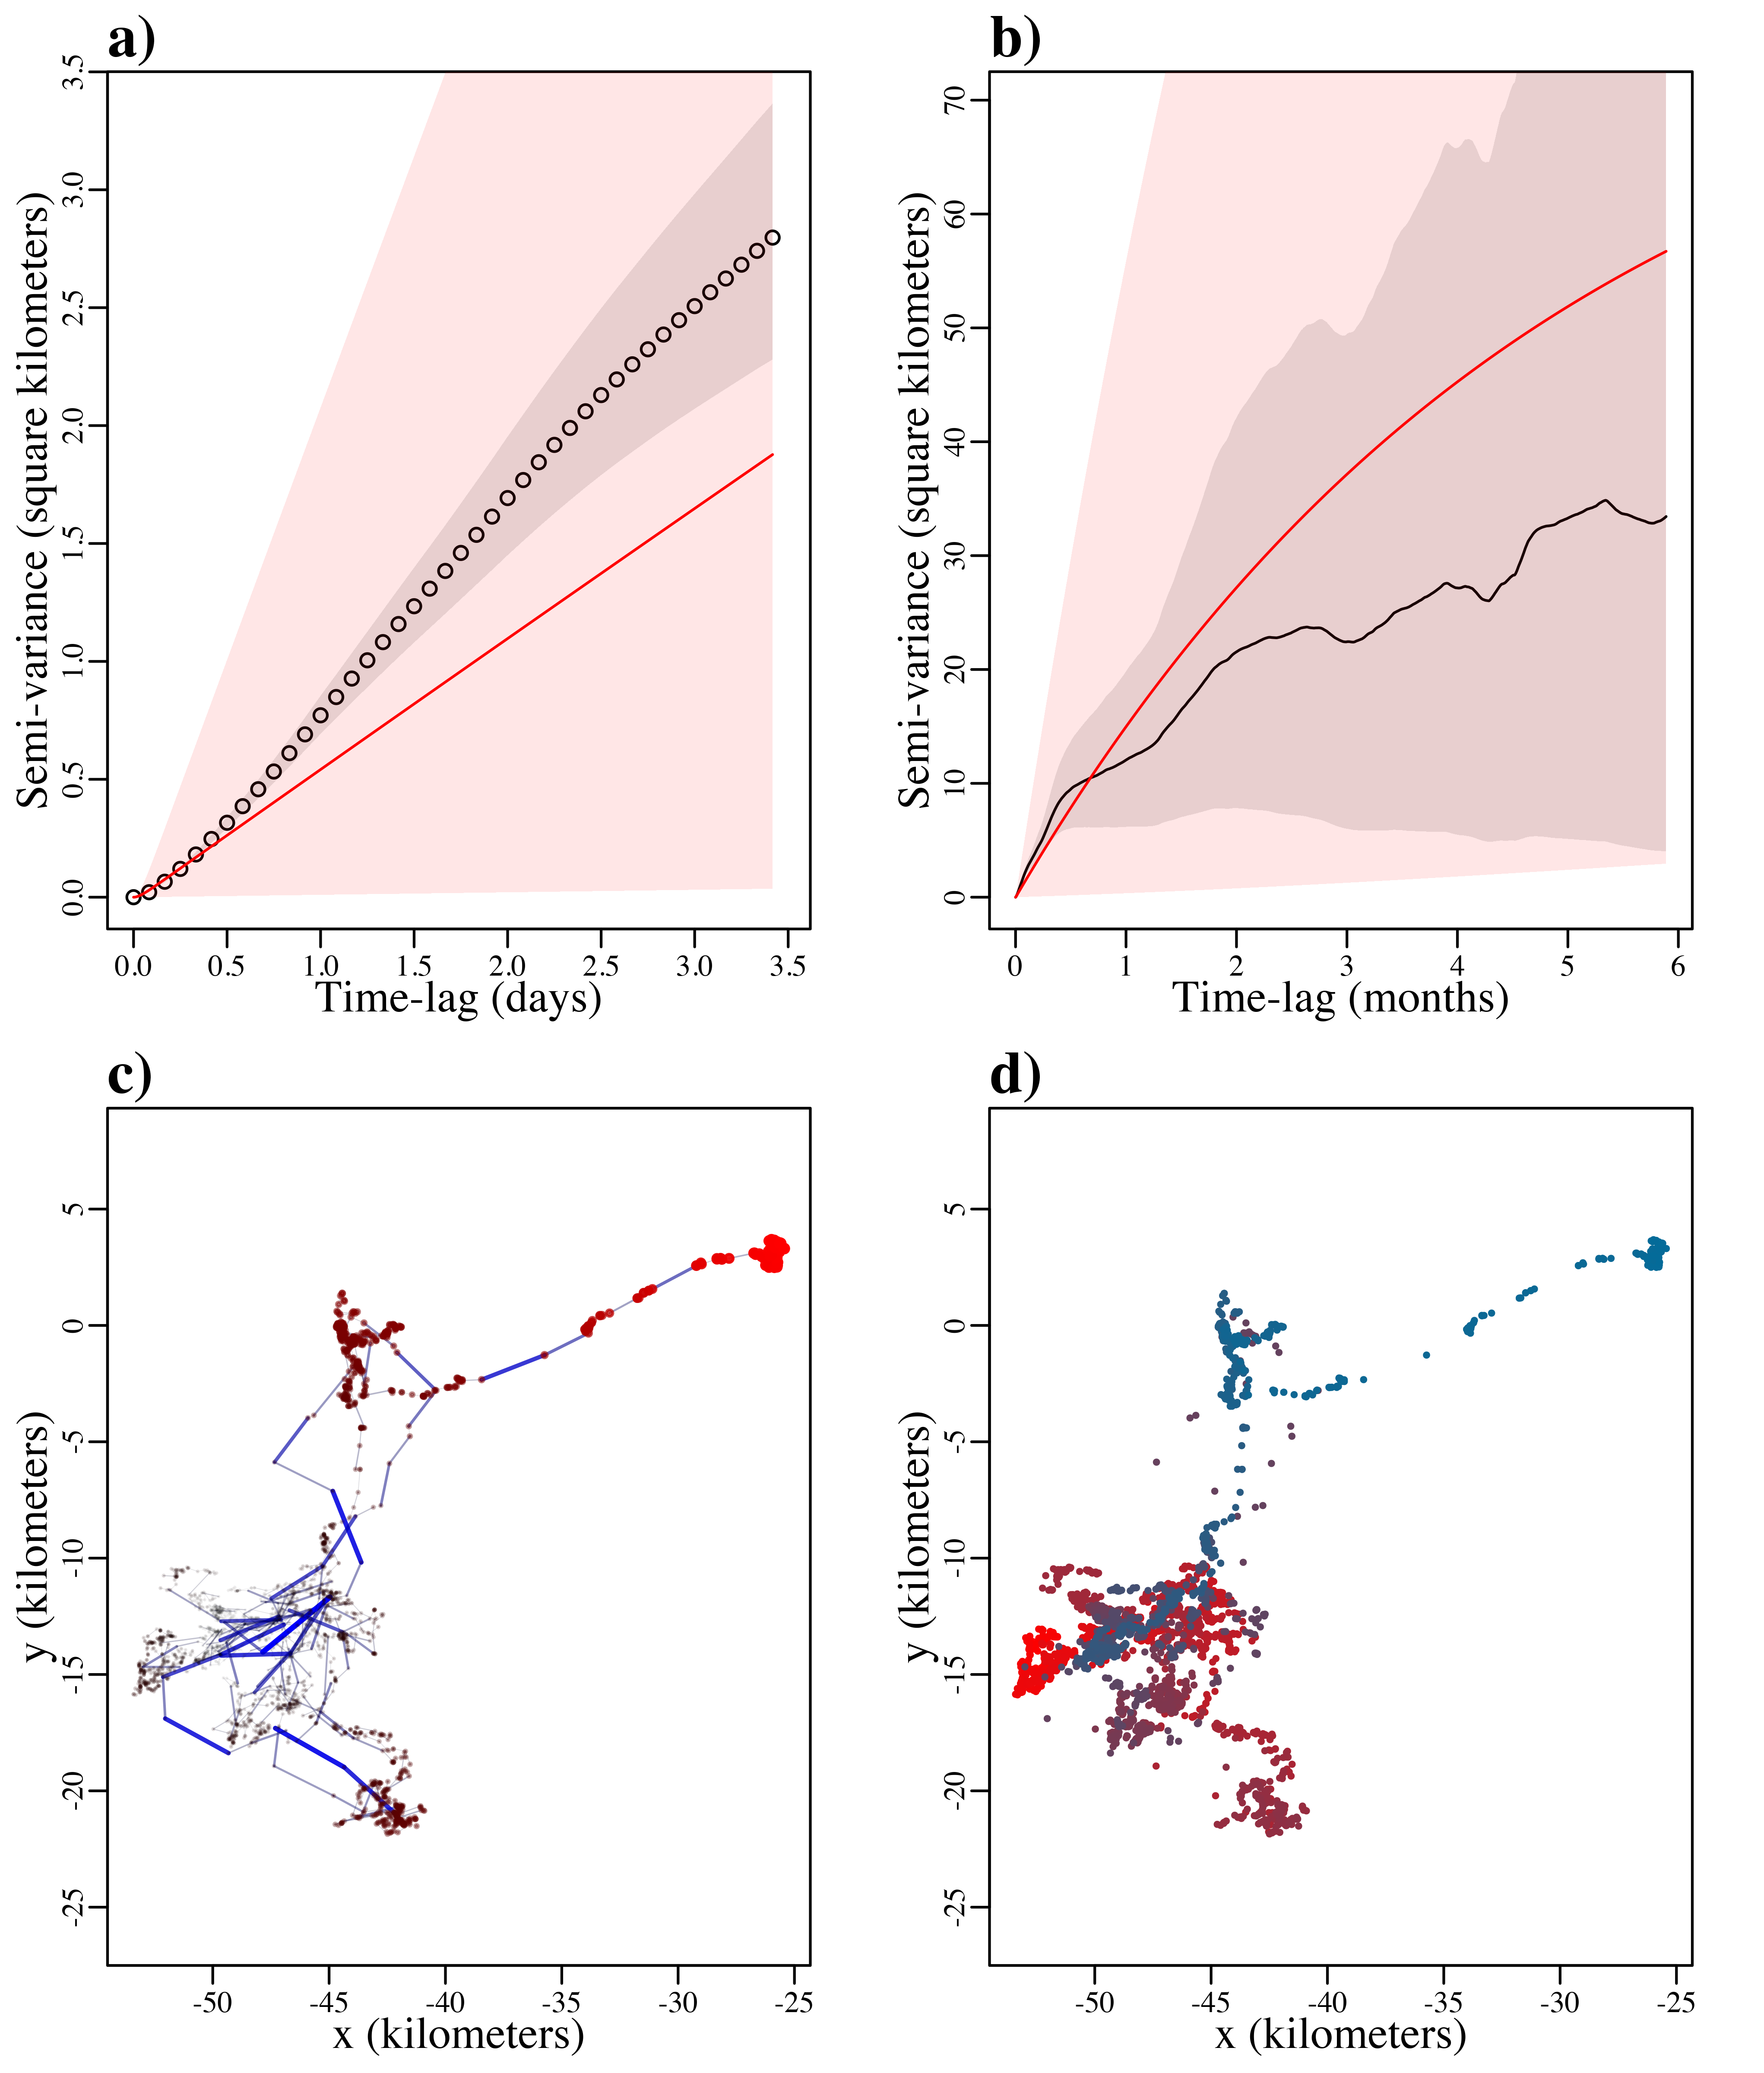 a)
Semi-variance (square kilometers)
3.5
3.0
2.5
2.0
1.5
1.0
0.5
0.0
0.0 0.5 1.0 1.5 2.0 2.5 3.0 3.5
Time-lag (days)
b)
Semi-variance (square kilometers)
70
60
50
40
30
20
10
0
0 1 2 3 4 5 6
Time-lag (months)
c)
y (kilometers)
5
0
-5
-10
-15
-20
-25
-50 -45 -40 -35 -30 -25
x (kilometers)
d)
y (kilometers)
5
0
-5
-10
-15
-20
-25
-50 -45 -40 -35 -30 -25
x (kilometers)